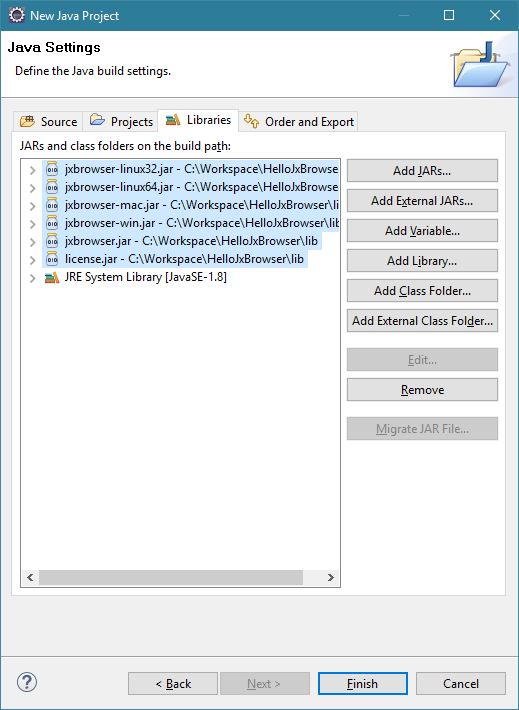 New Java Project
Java Settings
Define the Java build settings.
Source
Projects
Libraries
Order and Export
JARs and class folders on the build path:
jxbrowser-linux32.jar - C:\Workspace\HelloJxBrowse
jxbrowser-linux64.jar - C:\Workspace\HelloJxBrowse
jxbrowser-mac.jar - C:\Workspace\HelloJxBrowser\li
jxbrowser-win.jar - C:\Workspace\HelloJxBrowser\lib
jxbrowser.jar - C:\Workspace\HelloJxBrowser\lib
license.jar - C:\Workspace\HelloJxBrowser\lib
JRE System Library [JavaSE-1.8]
Add JARs...
Add External JARs...
Add Variable...
Add Library...
Add Class Folder...
Add External Class Folder...
Edit...
Remove
Migrate JAR File...
?
< Back
Next >
Finish
Cancel